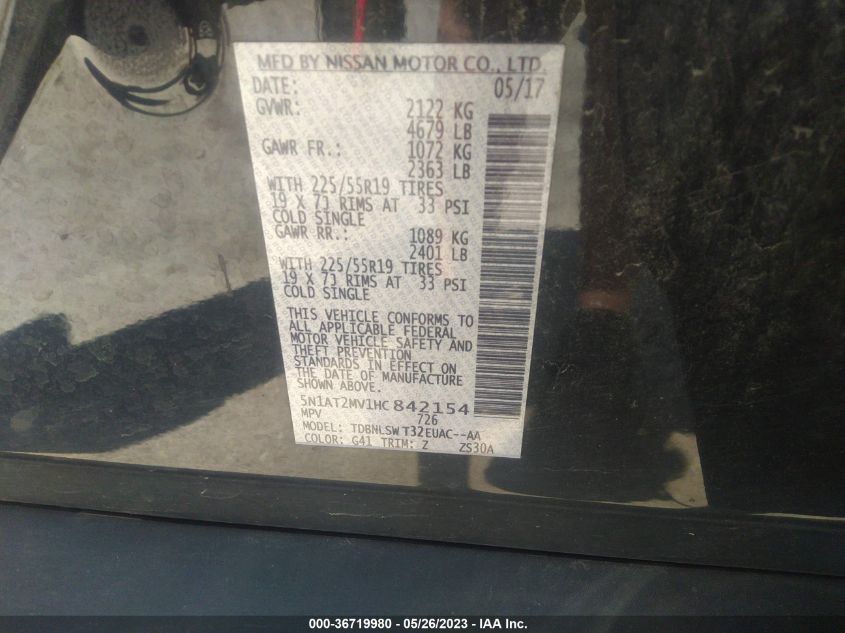 MFD BY NISSAN MOTOR CO., LTD.
DATE: 05/17
GVWR: 2122 KG
4679 LB
GAWR FR.: 1072 KG
2363 LB
WITH 225/55R19 TIRES
19 X 7J RIMS AT 33 PSI
COLD SINGLE
GAWR RR.: 1089 KG
2401 LB
WITH 225/55R19 TIRES
19 X 7J RIMS AT 33 PSI
COLD SINGLE
THIS VEHICLE CONFORMS TO
ALL APPLICABLE FEDERAL
MOTOR VEHICLE SAFETY AND
THEFT PREVENTION
STANDARDS IN EFFECT ON
THE DATE OF MANUFACTURE
SHOWN ABOVE.
5N1AT2MV1HC842154
MPV 726
MODEL: TDBNLSWT32EUAC--AA
COLOR: G41 TRIM: Z ZS30A
000-36719980 - 05/26/2023 - IAA Inc.